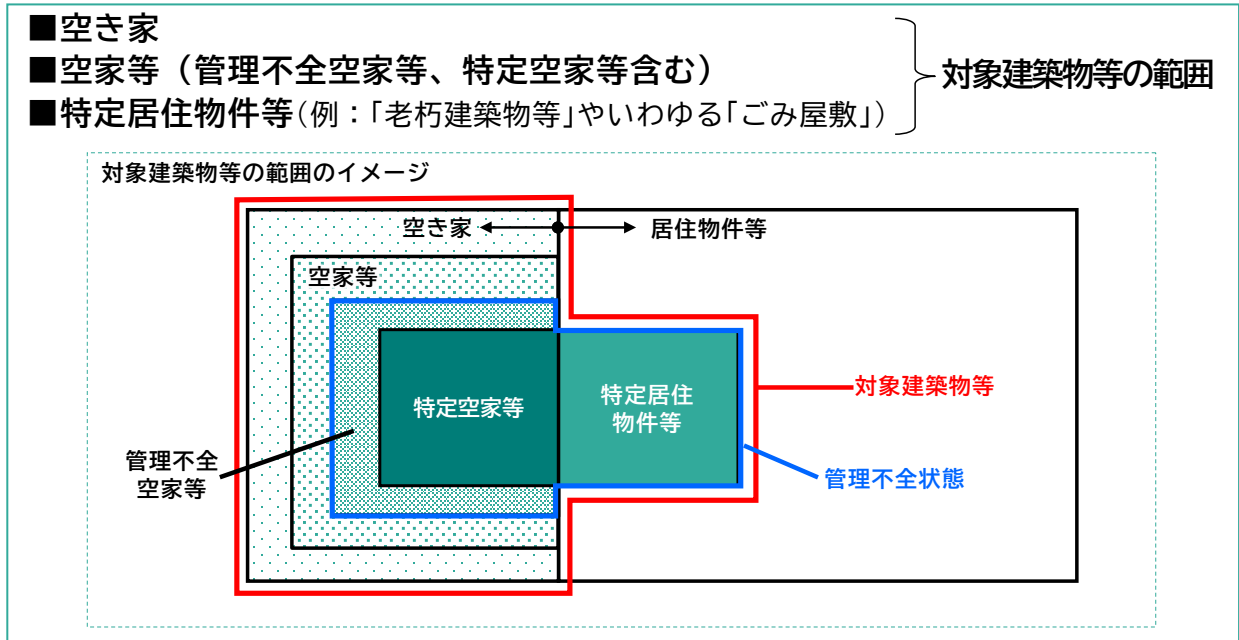 ■空き家
■空家等（管理不全空家等、特定空家等含む）
■特定居住物件等(例：「老朽建築物等」やいわゆる「ごみ屋敷」)
対象建築物等の範囲
対象建築物等の範囲のイメージ
空き家
居住物件等
空家等
特定空家等
特定居住
物件等
対象建築物等
管理不全
空家等
管理不全状態